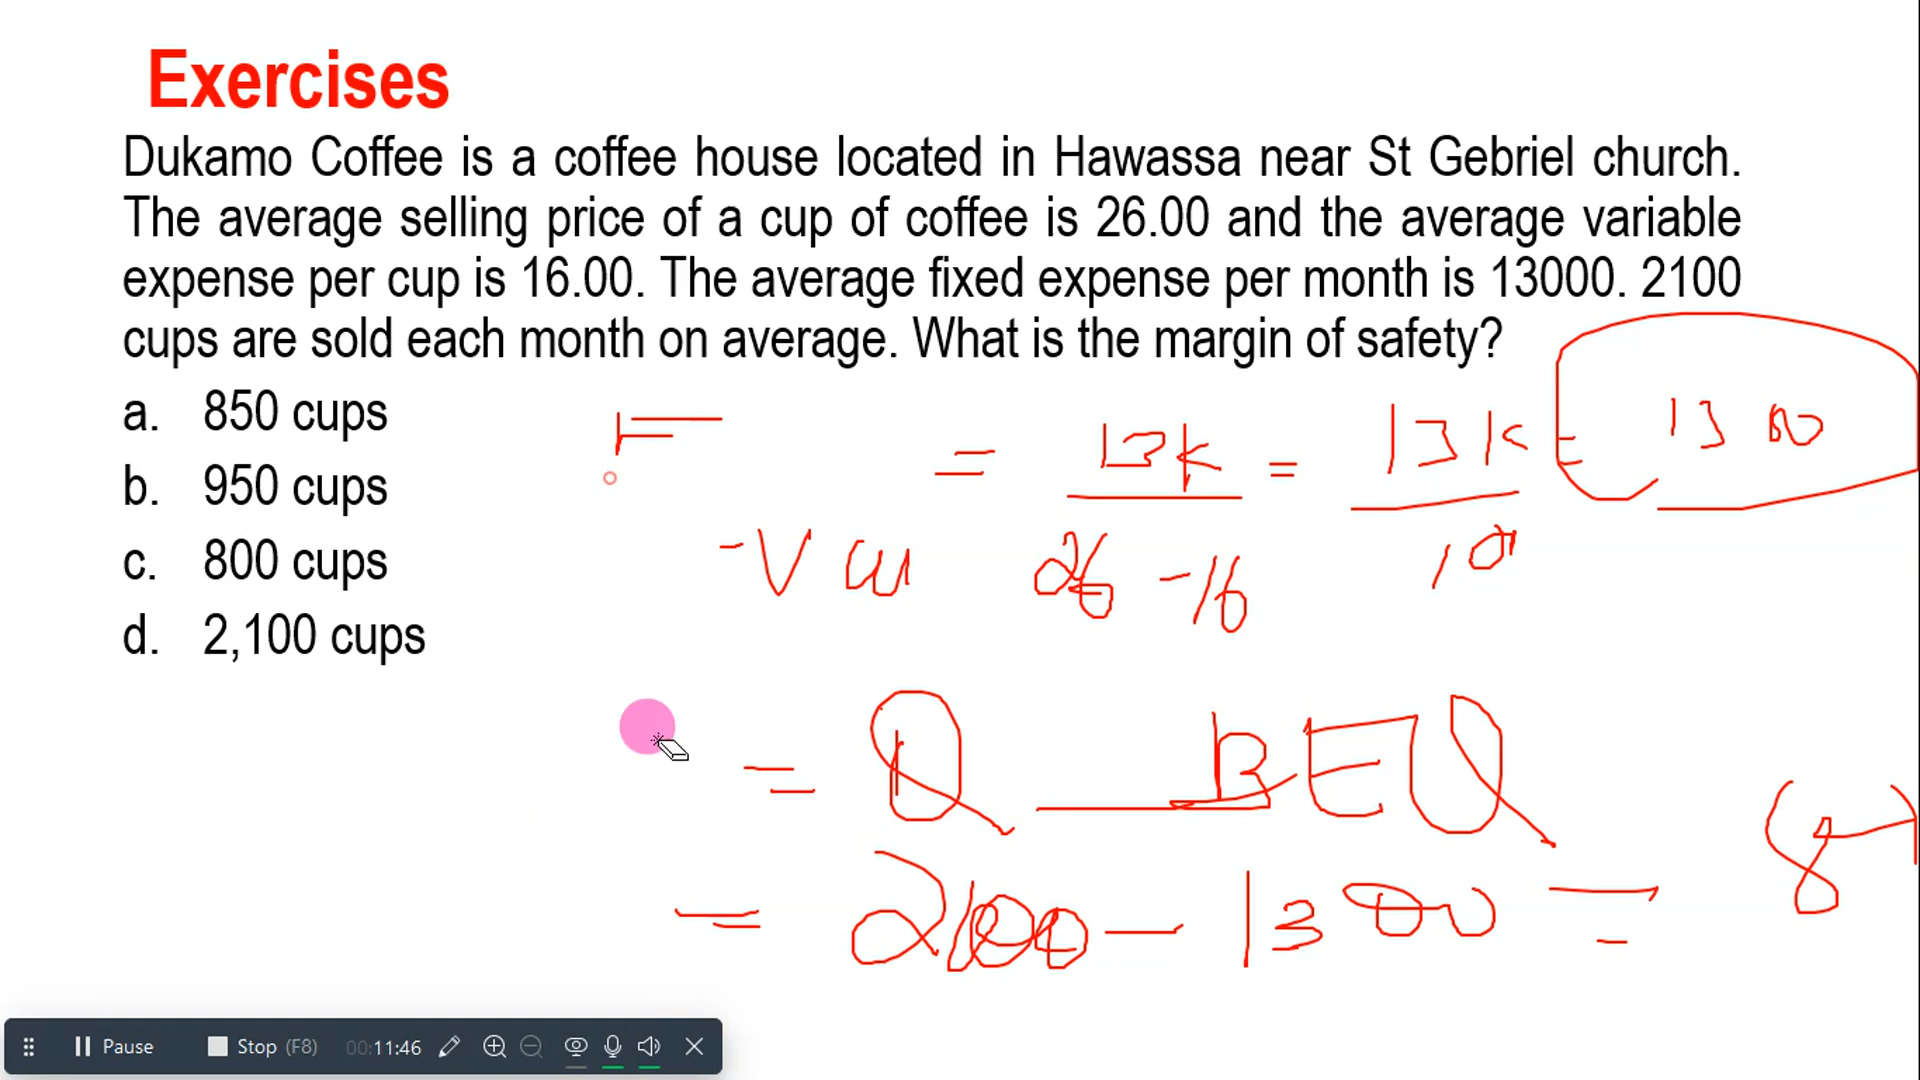 Exercises
Dukamo Coffee is a coffee house located in Hawassa near St Gebriel church.
The average selling price of a cup of coffee is 26.00 and the average variable
expense per cup is 16.00. The average fixed expense per month is 13000. 2100
cups are sold each month on average. What is the margin of safety?
a. 850 cups
b. 950 cups
c. 800 cups
d. 2,100 cups
= 13k = 13k = 1300
26 -16 10
= Q - BEQ
= 2100 - 1300 =
Pause Stop (F8) 00:11:46